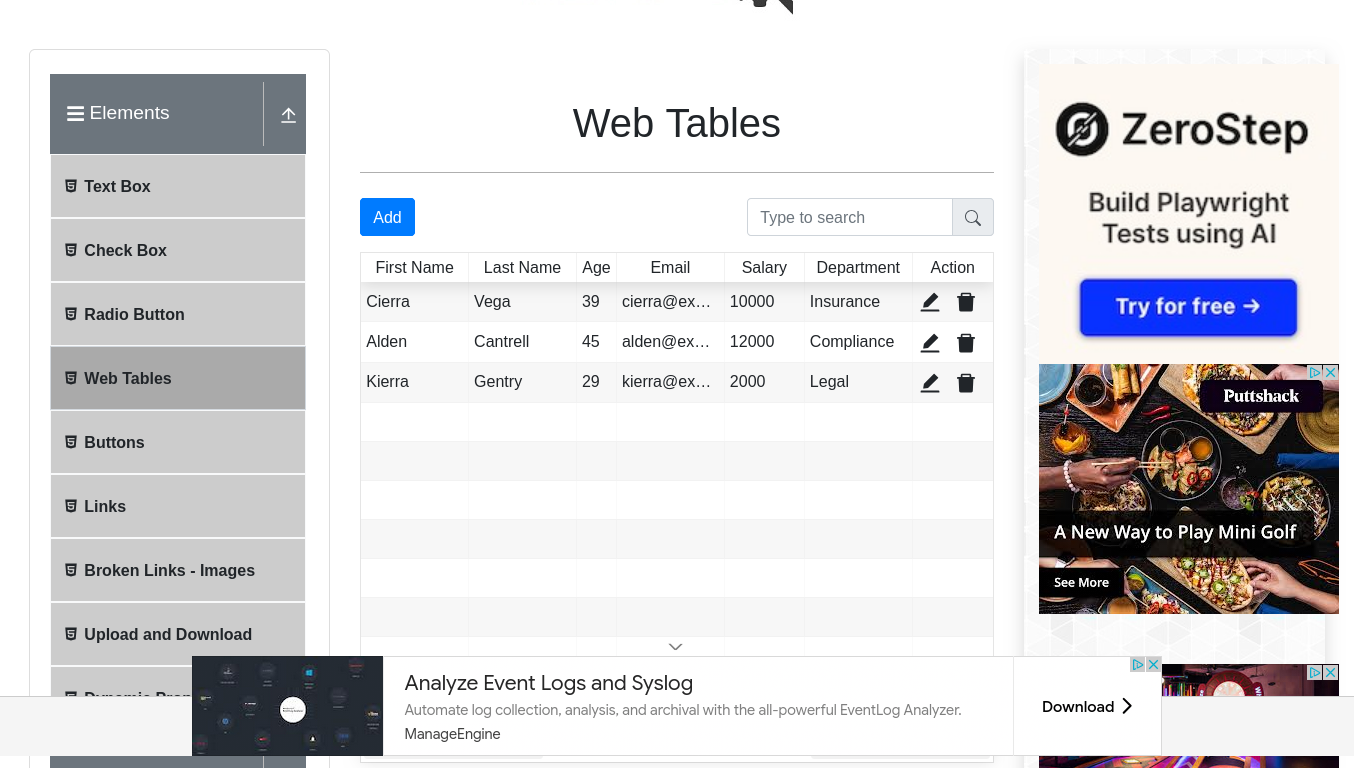 Elements
Text Box
Check Box
Radio Button
Web Tables
Buttons
Links
Broken Links - Images
Upload and Download
Web Tables
Add
Type to search
First Name Last Name Age Email Salary Department Action
Cierra Vega 39 cierra@ex… 10000 Insurance
Alden Cantrell 45 alden@ex… 12000 Compliance
Kierra Gentry 29 kierra@ex… 2000 Legal
ZeroStep
Build Playwright
Tests using AI
Try for free →
Puttshack
A New Way to Play Mini Golf
See More
Analyze Event Logs and Syslog
Automate log collection, analysis, and archival with the all-powerful EventLog Analyzer.
ManageEngine
Download